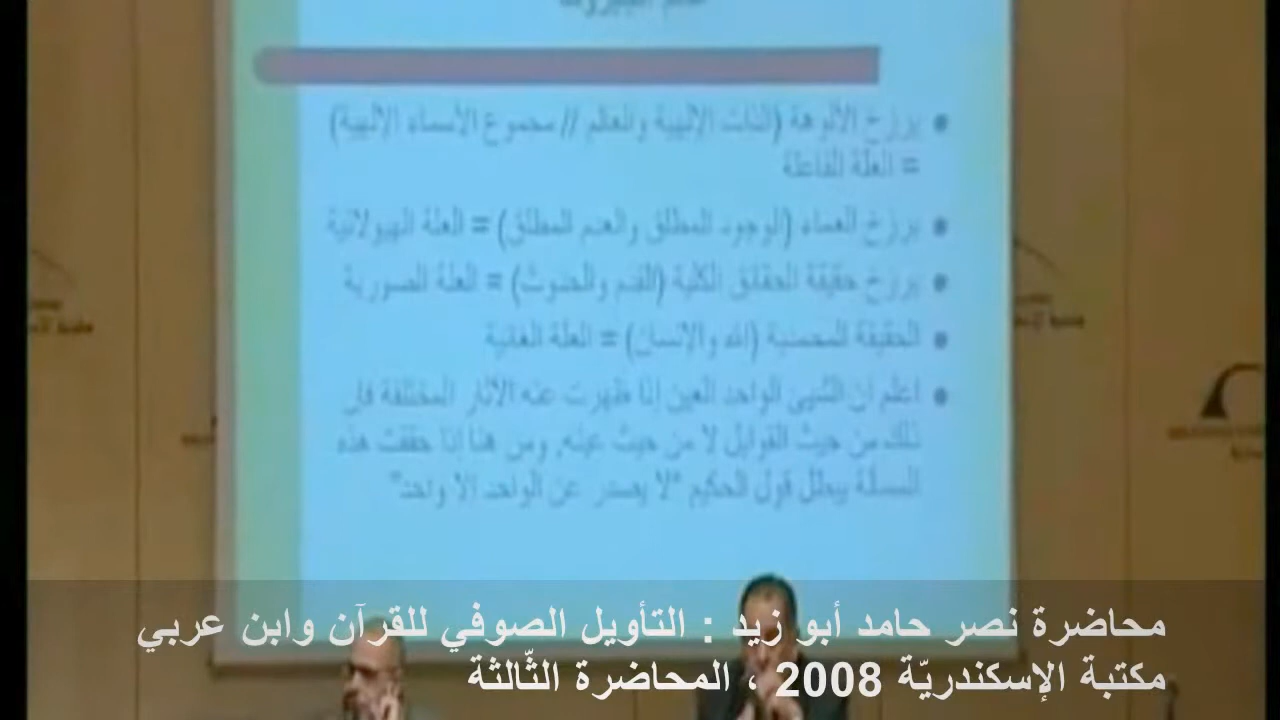 برزخ الألوهة (الذات الإلهية والعالم // مجموع الأسماء الإلهية)
= العلة الفاعلة
برزخ العماء (الوجود المطلق والعدم المطلق) = العلة الهيولانية
برزخ حقيقة الحقائق الكلية (القدم والحدوث) = العلة الصورية
الحقيقة المحمدية (الله والإنسان) = العلة الغائية
اعلم أن الشيئ الواحد العين إذا ظهرت عنه الآثار المختلفة فإن
ذلك من حيث القوابل لا من حيث عينه, ومن هنا إذا حققت هذه
المسألة يبطل قول الحكيم "لا يصدر عن الواحد الا واحد"
محاضرة نصر حامد أبو زيد : التأويل الصوفي للقرآن وابن عربي
مكتبة الإسكندريّة 2008 ، المحاضرة الثّالثة